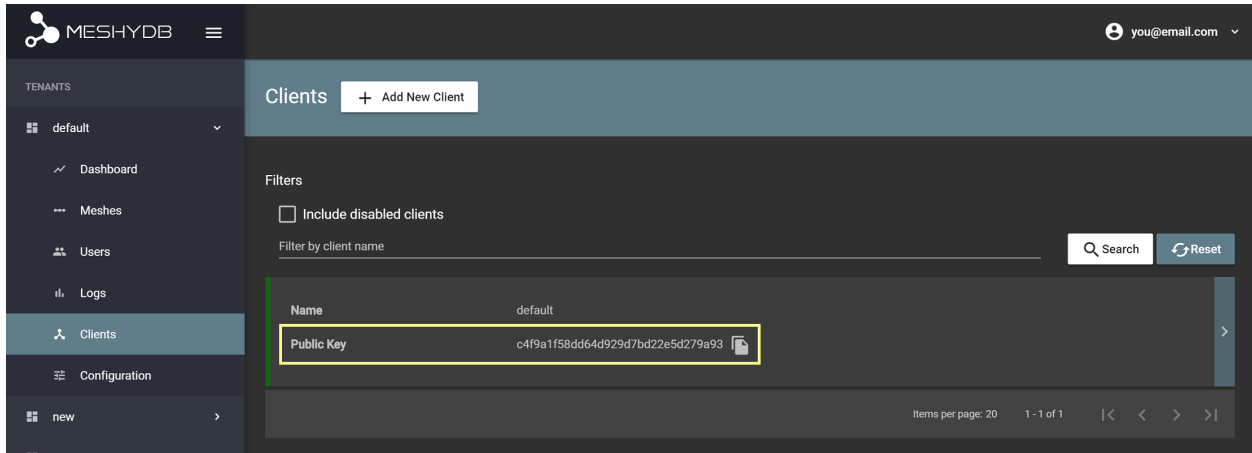 MESHYDB
you@email.com
TENANTS
default
Dashboard
Meshes
Users
Logs
Clients
Configuration
new
Clients
+ Add New Client
Filters
Include disabled clients
Filter by client name
Search
Reset
Name default
Public Key c4f9a1f58dd64d929d7bd22e5d279a93
Items per page: 20 1 - 1 of 1